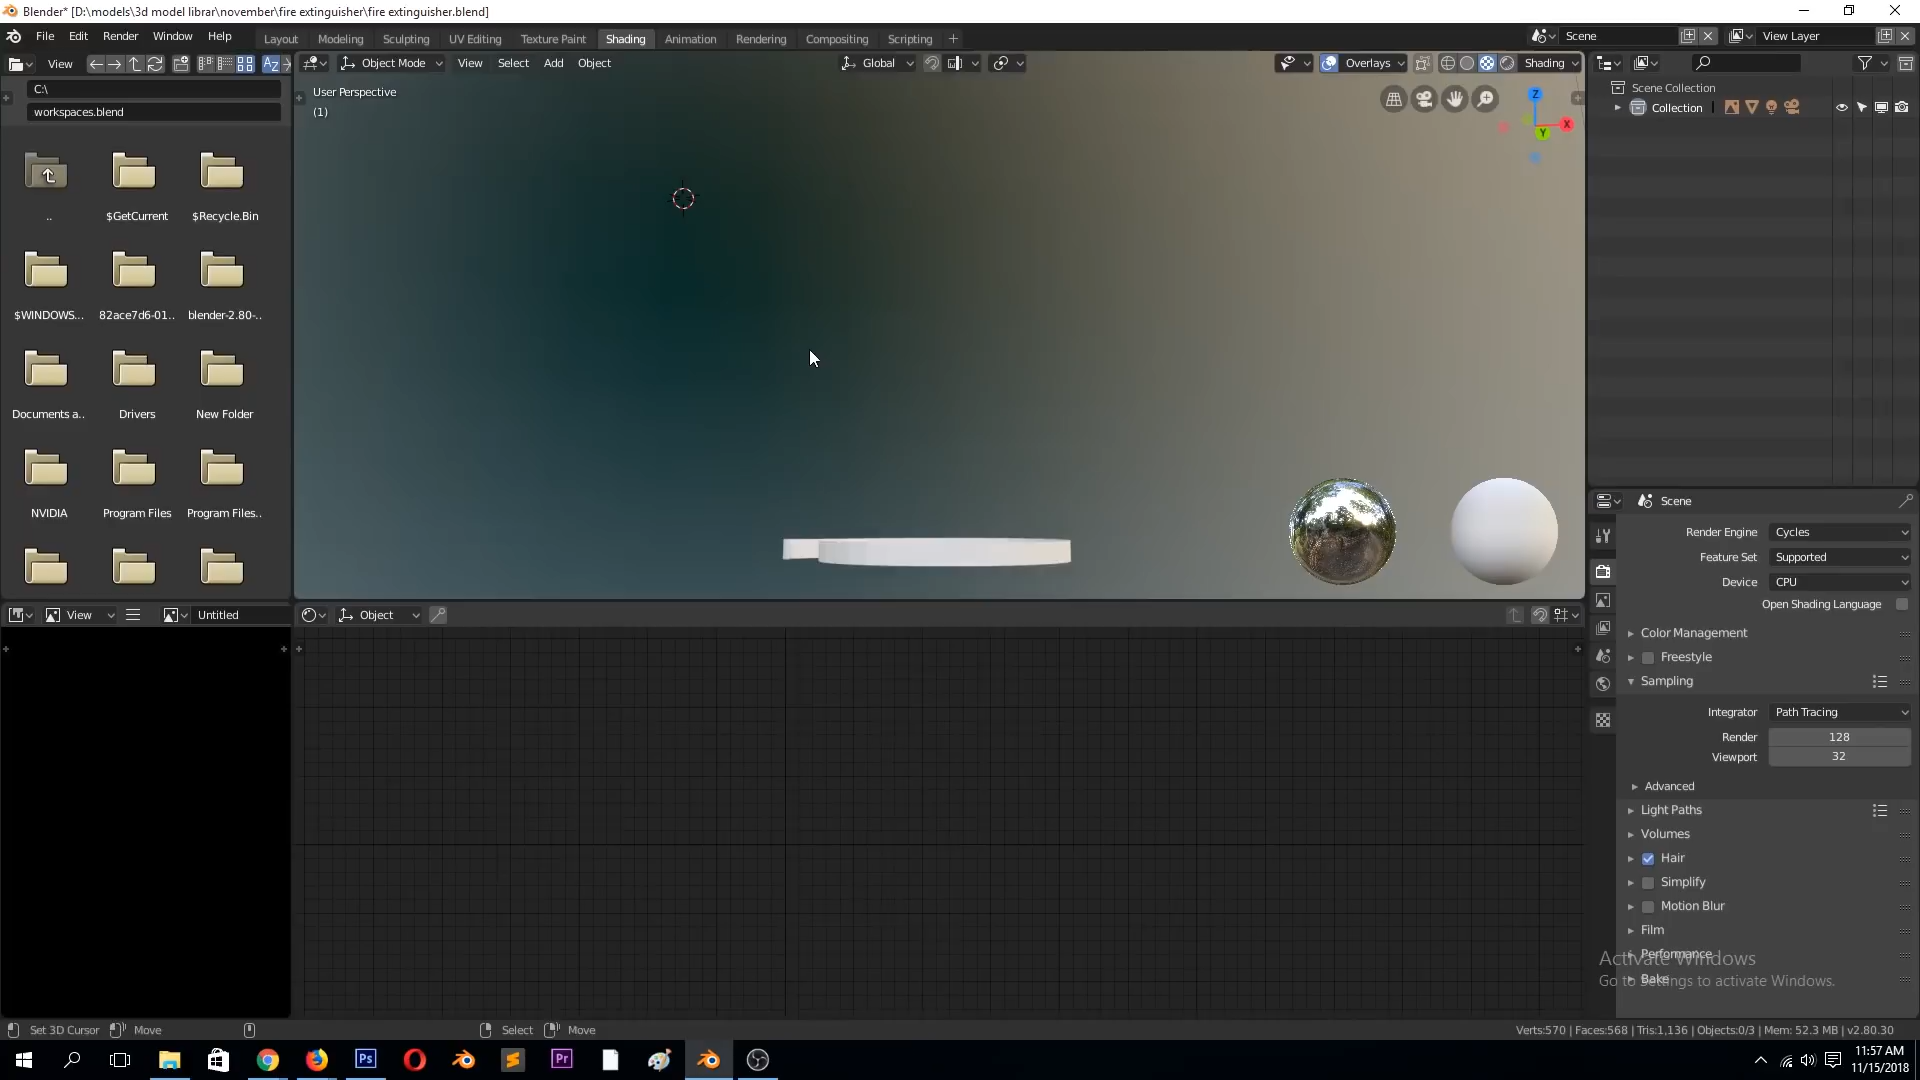 Blender* [D:\models\3d model librar\november\fire extinguisher\fire extinguisher.blend]
File Edit Render Window Help
Layout Modeling Sculpting UV Editing Texture Paint Shading Animation Rendering Compositing Scripting +
Scene
View Layer
View
Object Mode View Select Add Object
Global
Overlays
Shading
C:\
workspaces.blend
User Perspective
(1)
Z
X
Y
Scene Collection
Collection
..
$GetCurrent
$Recycle.Bin
$WINDOWS...
82ace7d6-01..
blender-2.80-..
Documents a..
Drivers
New Folder
NVIDIA
Program Files
Program Files..
Scene
Render Engine Cycles
Feature Set Supported
Device CPU
Open Shading Language
Color Management
Freestyle
Sampling
Integrator Path Tracing
Render 128
Viewport 32
Advanced
Light Paths
Volumes
Hair
Simplify
Motion Blur
Film
Performance
Bake
Activate Windows
Go to Settings to activate Windows.
View
Untitled
Object
Set 3D Cursor Move Select Move
Verts:570 | Faces:568 | Tris:1,136 | Objects:0/3 | Mem: 52.3 MB | v2.80.30
Ps
Pr
11:57 AM
11/15/2018